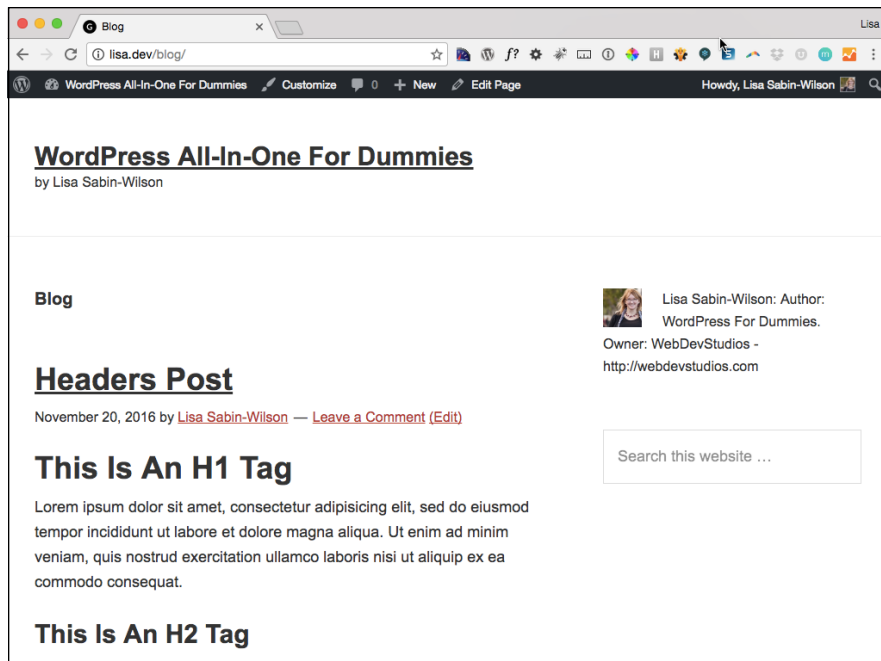 Blog
Lisa
lisa.dev/blog/
WordPress All-In-One For Dummies Customize 0 New Edit Page Howdy, Lisa Sabin-Wilson
WordPress All-In-One For Dummies
by Lisa Sabin-Wilson
Blog
Headers Post
November 20, 2016 by Lisa Sabin-Wilson — Leave a Comment (Edit)
This Is An H1 Tag
Lorem ipsum dolor sit amet, consectetur adipisicing elit, sed do eiusmod
tempor incididunt ut labore et dolore magna aliqua. Ut enim ad minim
veniam, quis nostrud exercitation ullamco laboris nisi ut aliquip ex ea
commodo consequat.
This Is An H2 Tag
Lisa Sabin-Wilson: Author:
WordPress For Dummies.
Owner: WebDevStudios -
http://webdevstudios.com
Search this website …